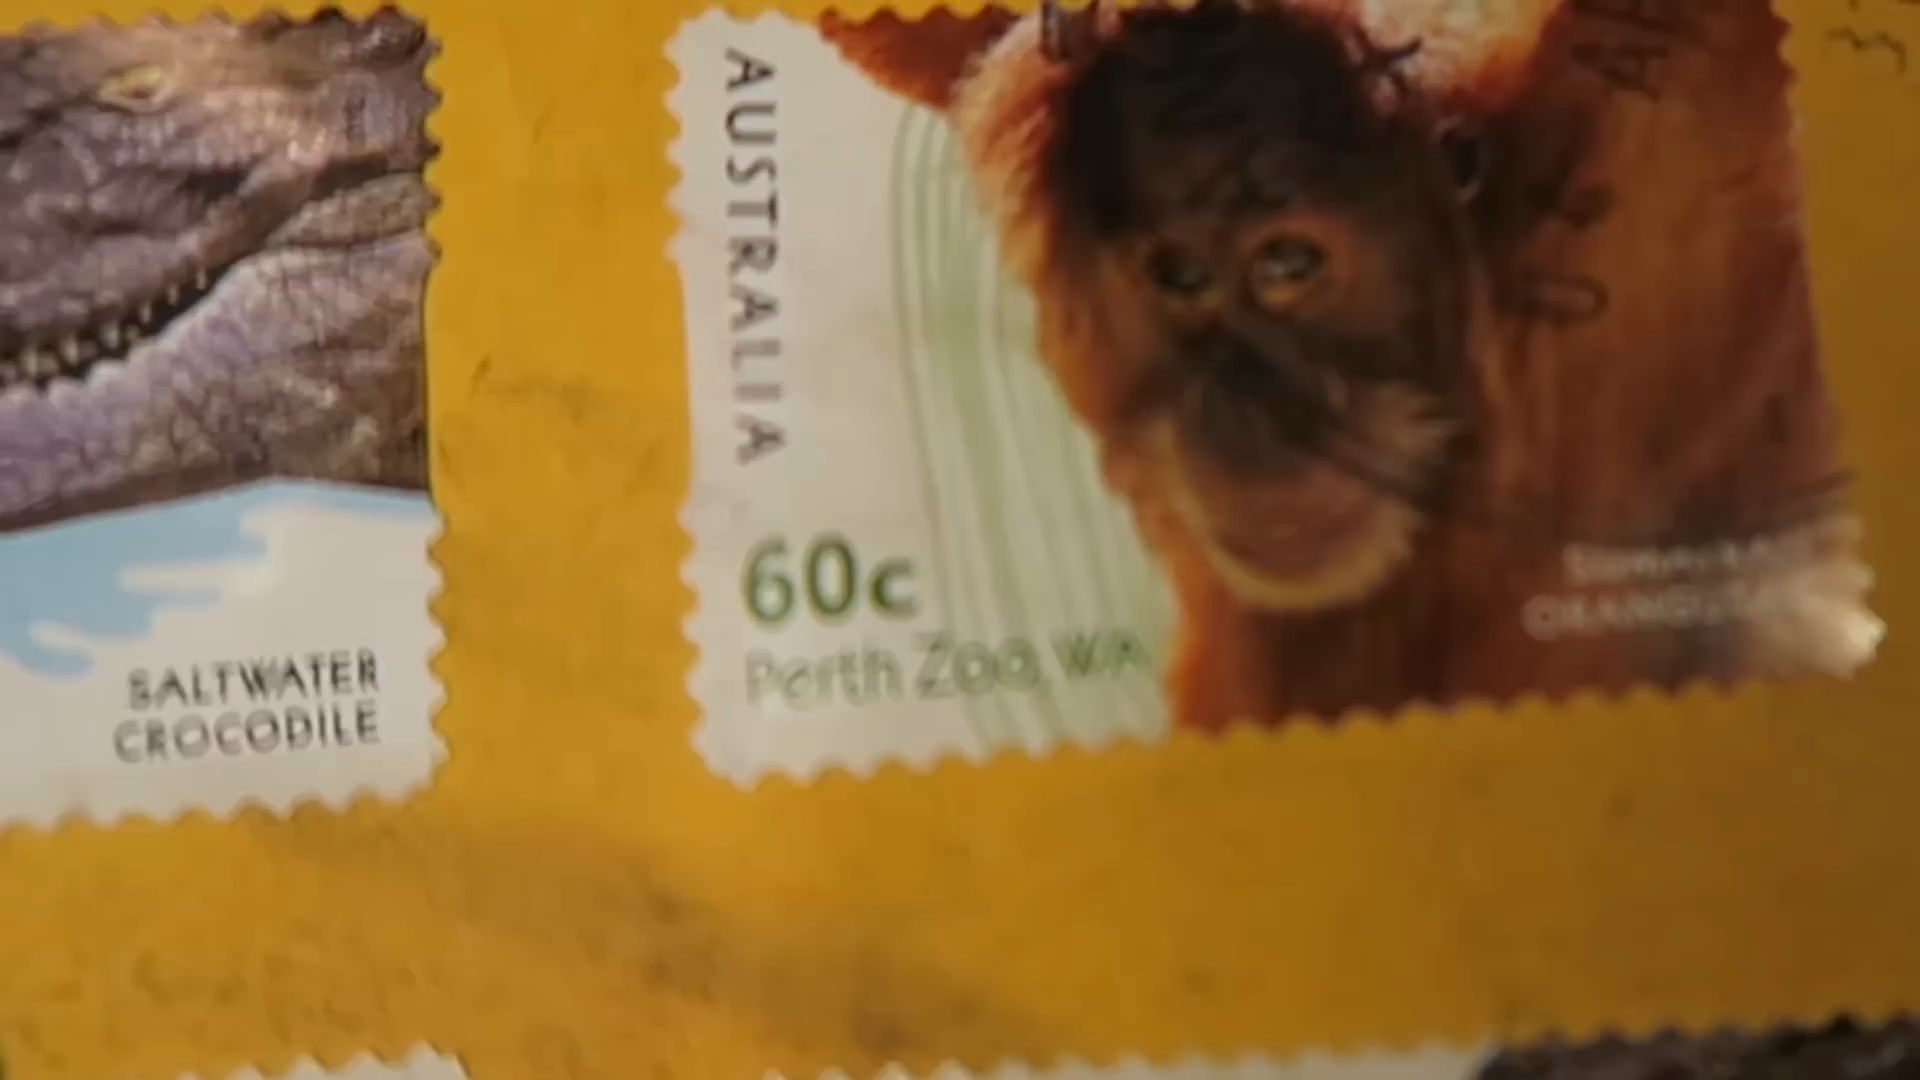 SALTWATER
CROCODILE
AUSTRALIA
60c
Perth Zoo, WA